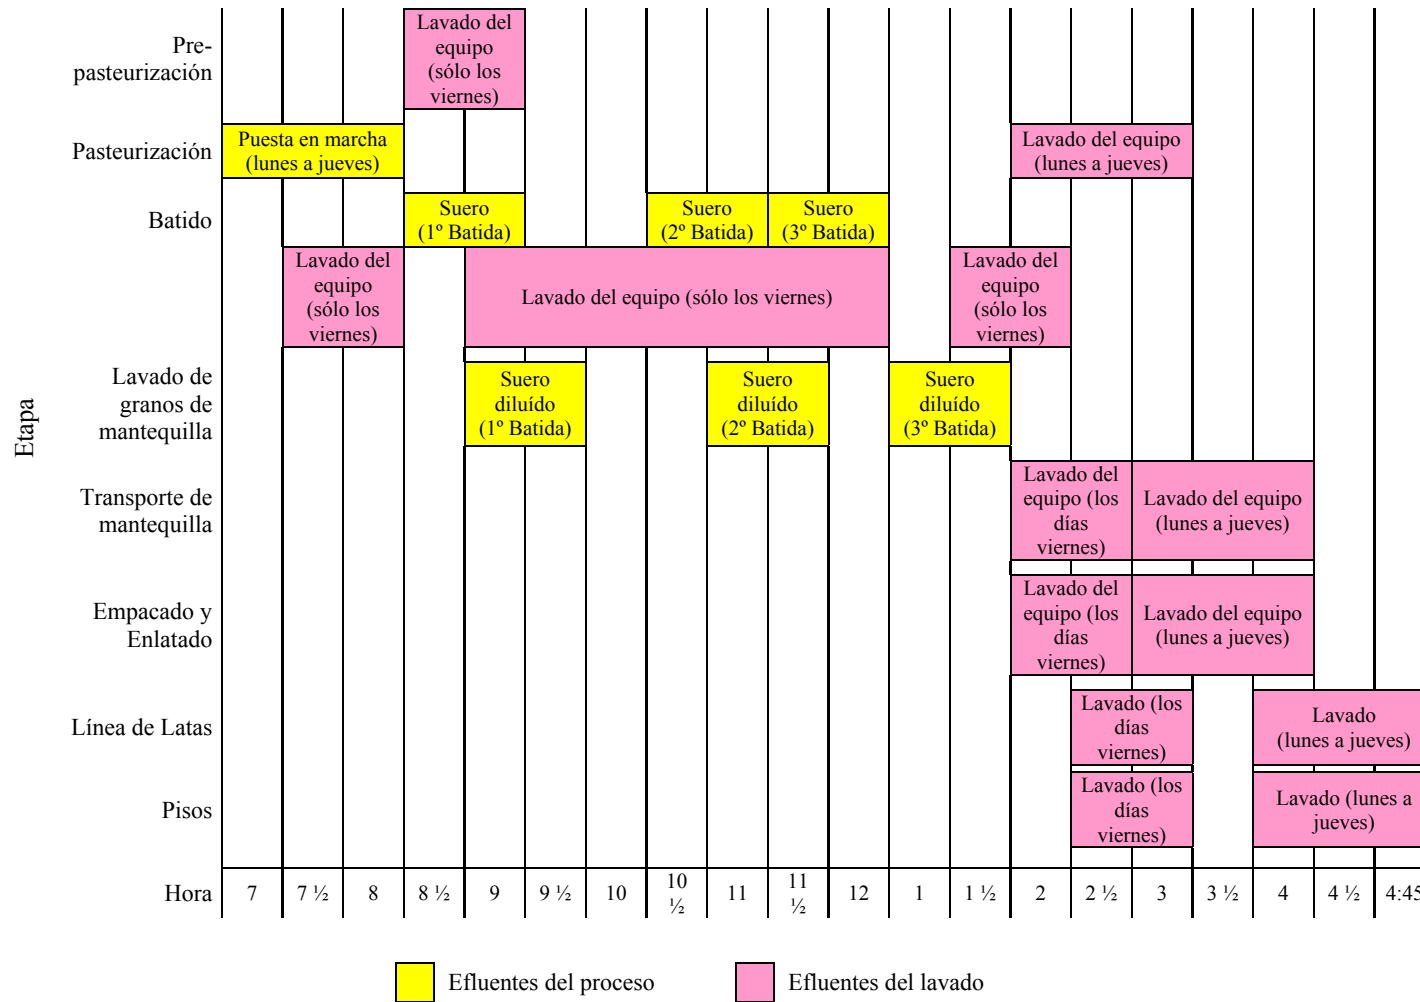 Lavado del
equipo
(sólo los
viernes)
Pre-
pasteurización
Pasteurización
Puesta en marcha
(lunes a jueves)
Lavado del equipo
(lunes a jueves)
Batido
Suero
(1º Batida)
Suero
(2º Batida)
Suero
(3º Batida)
Lavado del
equipo
(sólo los
viernes)
Lavado del equipo (sólo los viernes)
Lavado del
equipo
(sólo los
viernes)
Lavado de
granos de
mantequilla
Suero
diluído
(1º Batida)
Suero
diluído
(2º Batida)
Suero
diluído
(3º Batida)
Etapa
Transporte de
mantequilla
Lavado del
equipo (los
días
viernes)
Lavado del equipo
(lunes a jueves)
Empacado y
Enlatado
Lavado del
equipo (los
días
viernes)
Lavado del equipo
(lunes a jueves)
Línea de Latas
Lavado (los
días
viernes)
Lavado
(lunes a jueves)
Pisos
Lavado (los
días
viernes)
Lavado (lunes a
jueves)
Hora 7 7 ½ 8 8 ½ 9 9 ½ 10 10 ½ 11 11 ½ 12 1 1 ½ 2 2 ½ 3 3 ½ 4 4 ½ 4:45
Efluentes del proceso
Efluentes del lavado